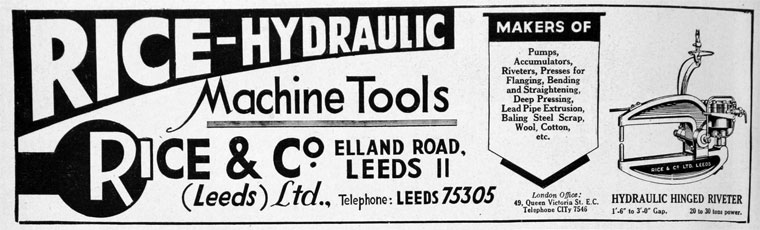 RICE-HYDRAULIC
Machine Tools
RICE & Co. ELLAND ROAD,
LEEDS 11
(Leeds) Ltd., Telephone: LEEDS 75305
MAKERS OF
Pumps,
Accumulators,
Riveters, Presses for
Flanging, Bending
and Straightening,
Deep Pressing,
Lead Pipe Extrusion,
Baling Steel Scrap,
Wool, Cotton,
etc.
London Office:
49, Queen Victoria St. E.C.
Telephone CITy 7546
RICE & CO LTD. LEEDS
HYDRAULIC HINGED RIVETER
1'-6" to 3'-0" Gap. 20 to 30 tons power.